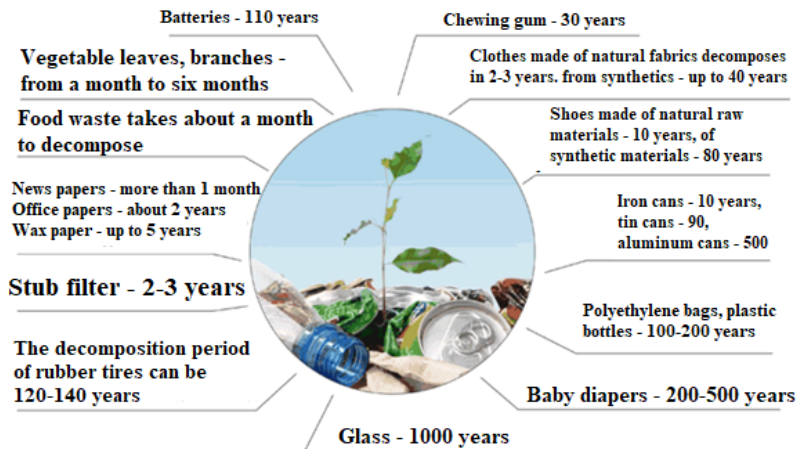 Batteries - 110 years
Chewing gum - 30 years
Vegetable leaves, branches -
from a month to six months
Clothes made of natural fabrics decomposes
in 2-3 years. from synthetics - up to 40 years
Food waste takes about a month
to decompose
Shoes made of natural raw
materials - 10 years, of
synthetic materials - 80 years
News papers - more than 1 month
Office papers - about 2 years
Wax paper - up to 5 years
Iron cans - 10 years,
tin cans - 90,
aluminum cans - 500
Stub filter - 2-3 years
Polyethylene bags, plastic
bottles - 100-200 years
The decomposition period
of rubber tires can be
120-140 years
Baby diapers - 200-500 years
Glass - 1000 years